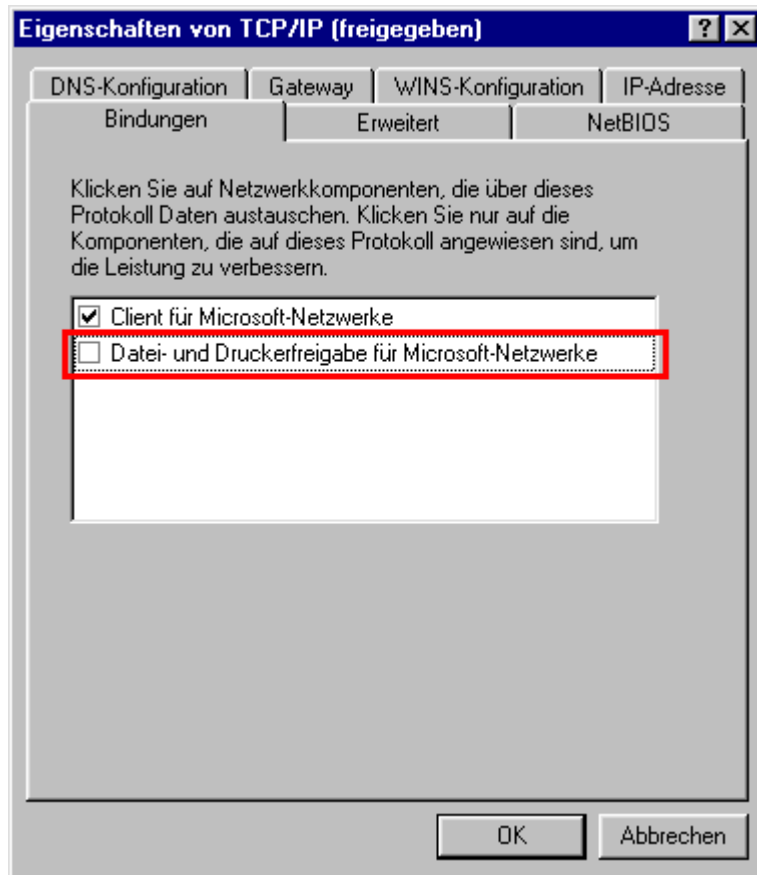 Eigenschaften von TCP/IP (freigegeben)
DNS-Konfiguration Gateway WINS-Konfiguration IP-Adresse
Bindungen Erweitert NetBIOS
Klicken Sie auf Netzwerkkomponenten, die über dieses
Protokoll Daten austauschen. Klicken Sie nur auf die
Komponenten, die auf dieses Protokoll angewiesen sind, um
die Leistung zu verbessern.
Client für Microsoft-Netzwerke
Datei- und Druckerfreigabe für Microsoft-Netzwerke
OK Abbrechen